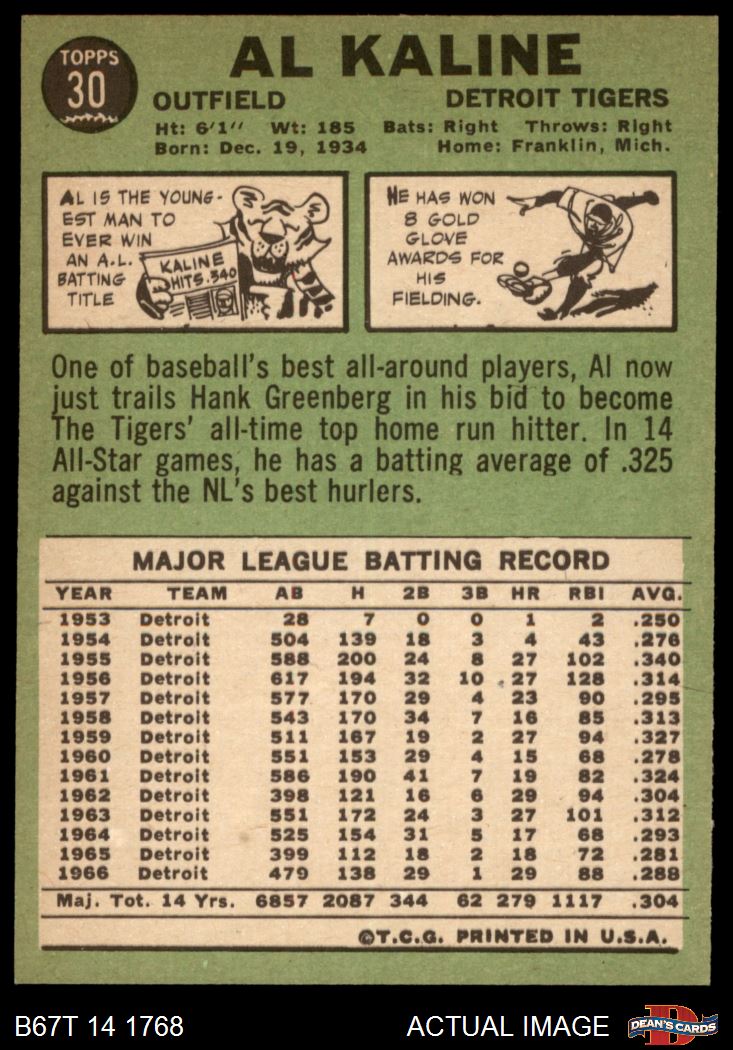 TOPPS
30
AL KALINE
OUTFIELD DETROIT TIGERS
Ht: 6'1" Wt: 185 Bats: Right Throws: Right
Born: Dec. 19, 1934 Home: Franklin, Mich.
AL IS THE YOUNG-
EST MAN TO
EVER WIN
AN A.L.
BATTING
TITLE
KALINE
HITS .340
HE HAS WON
8 GOLD
GLOVE
AWARDS FOR
HIS
FIELDING.
One of baseball's best all-around players, Al now
just trails Hank Greenberg in his bid to become
The Tigers' all-time top home run hitter. In 14
All-Star games, he has a batting average of .325
against the NL's best hurlers.
MAJOR LEAGUE BATTING RECORD
YEAR TEAM AB H 2B 3B HR RBI AVG.
1953 Detroit 28 7 0 0 1 2 .250
1954 Detroit 504 139 18 3 4 43 .276
1955 Detroit 588 200 24 8 27 102 .340
1956 Detroit 617 194 32 10 27 128 .314
1957 Detroit 577 170 29 4 23 90 .295
1958 Detroit 543 170 34 7 16 85 .313
1959 Detroit 511 167 19 2 27 94 .327
1960 Detroit 551 153 29 4 15 68 .278
1961 Detroit 586 190 41 7 19 82 .324
1962 Detroit 398 121 16 6 29 94 .304
1963 Detroit 551 172 24 3 27 101 .312
1964 Detroit 525 154 31 5 17 68 .293
1965 Detroit 399 112 18 2 18 72 .281
1966 Detroit 479 138 29 1 29 88 .288
Maj. Tot. 14 Yrs. 6857 2087 344 62 279 1117 .304
©T.C.G. PRINTED IN U.S.A.
B67T 14 1768 ACTUAL IMAGE DEAN'S CARDS